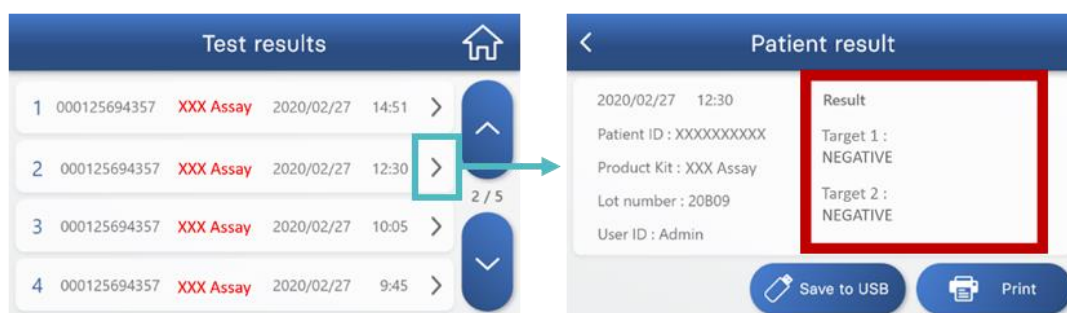 Test results
1 000125694357 XXX Assay 2020/02/27 14:51
2 000125694357 XXX Assay 2020/02/27 12:30
2 / 5
3 000125694357 XXX Assay 2020/02/27 10:05
4 000125694357 XXX Assay 2020/02/27 9:45
Patient result
2020/02/27 12:30
Patient ID : XXXXXXXXXX
Product Kit : XXX Assay
Lot number : 20B09
User ID : Admin
Result
Target 1 :
NEGATIVE
Target 2 :
NEGATIVE
Save to USB
Print